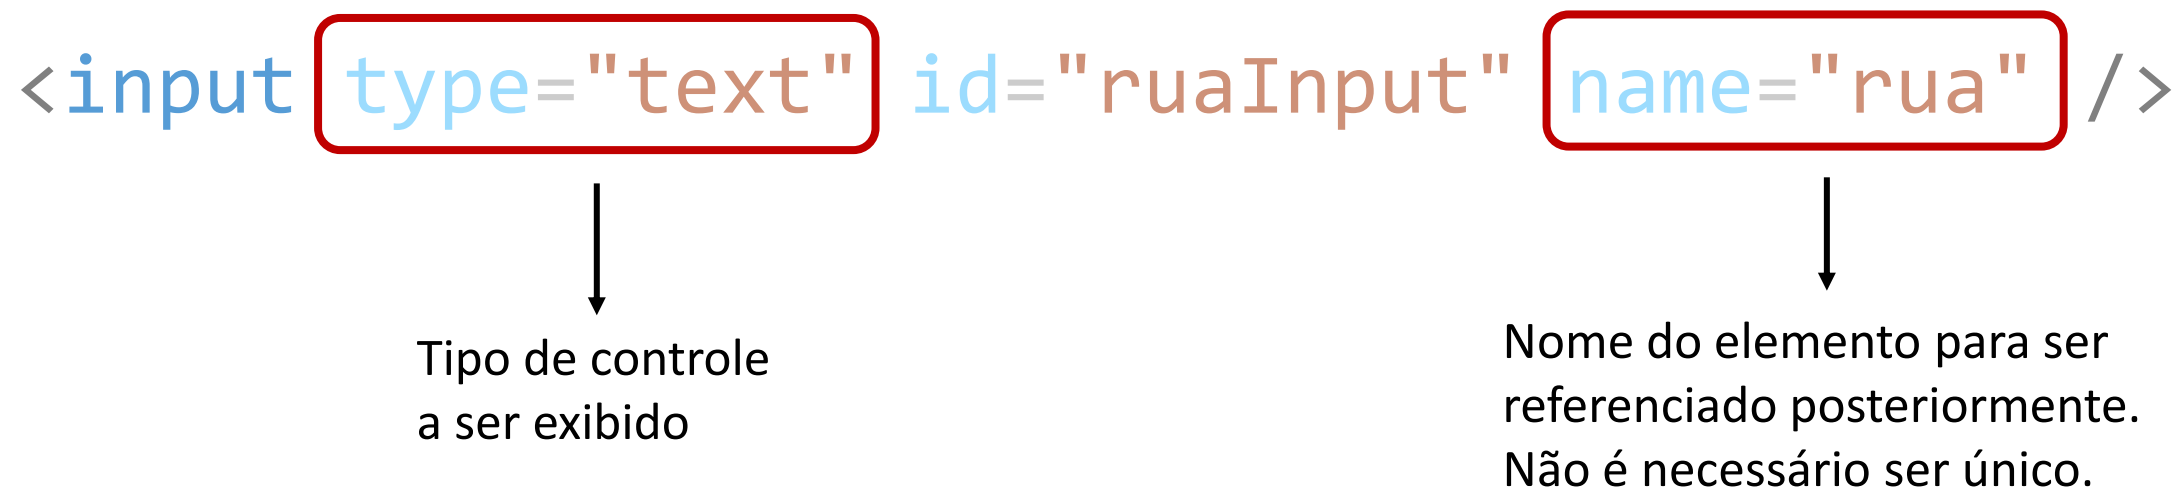 <input type="text" id="ruaInput" name="rua" />
Tipo de controle
a ser exibido
Nome do elemento para ser
referenciado posteriormente.
Não é necessário ser único.